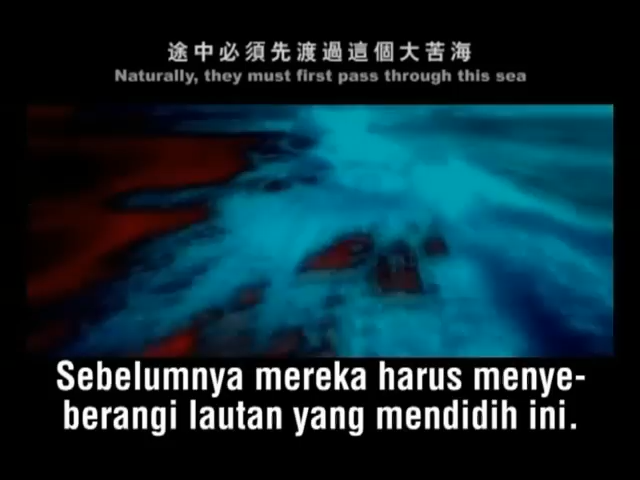 途中必須先渡過這個大苦海
Naturally, they must first pass through this sea
Sebelumnya mereka harus menye-
berangi lautan yang mendidih ini.